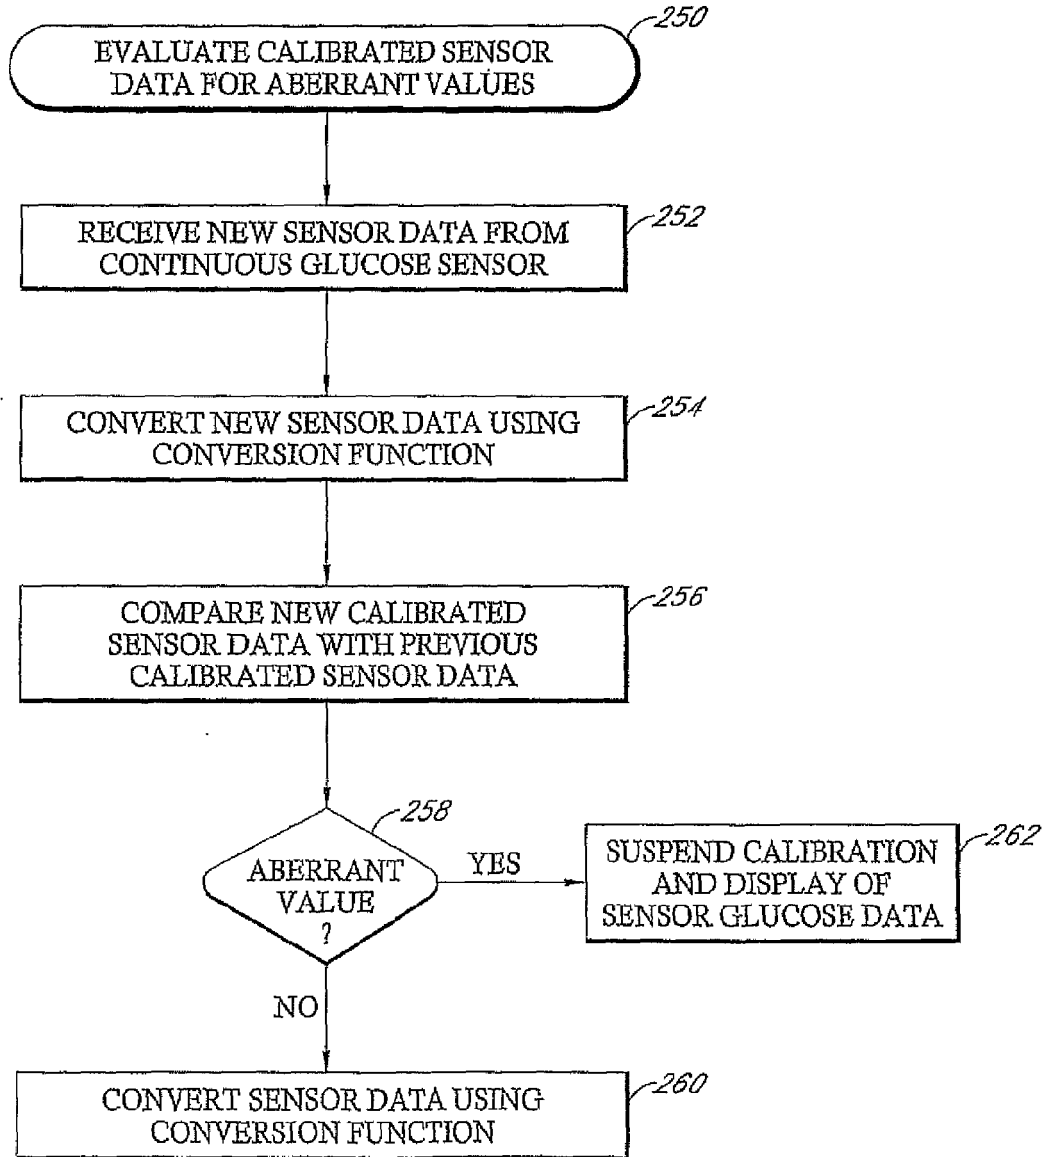 250
EVALUATE CALIBRATED SENSOR
DATA FOR ABERRANT VALUES
252
RECEIVE NEW SENSOR DATA FROM
CONTINUOUS GLUCOSE SENSOR
254
CONVERT NEW SENSOR DATA USING
CONVERSION FUNCTION
256
COMPARE NEW CALIBRATED
SENSOR DATA WITH PREVIOUS
CALIBRATED SENSOR DATA
258
ABERRANT
VALUE
?
YES
262
SUSPEND CALIBRATION
AND DISPLAY OF
SENSOR GLUCOSE DATA
NO
260
CONVERT SENSOR DATA USING
CONVERSION FUNCTION